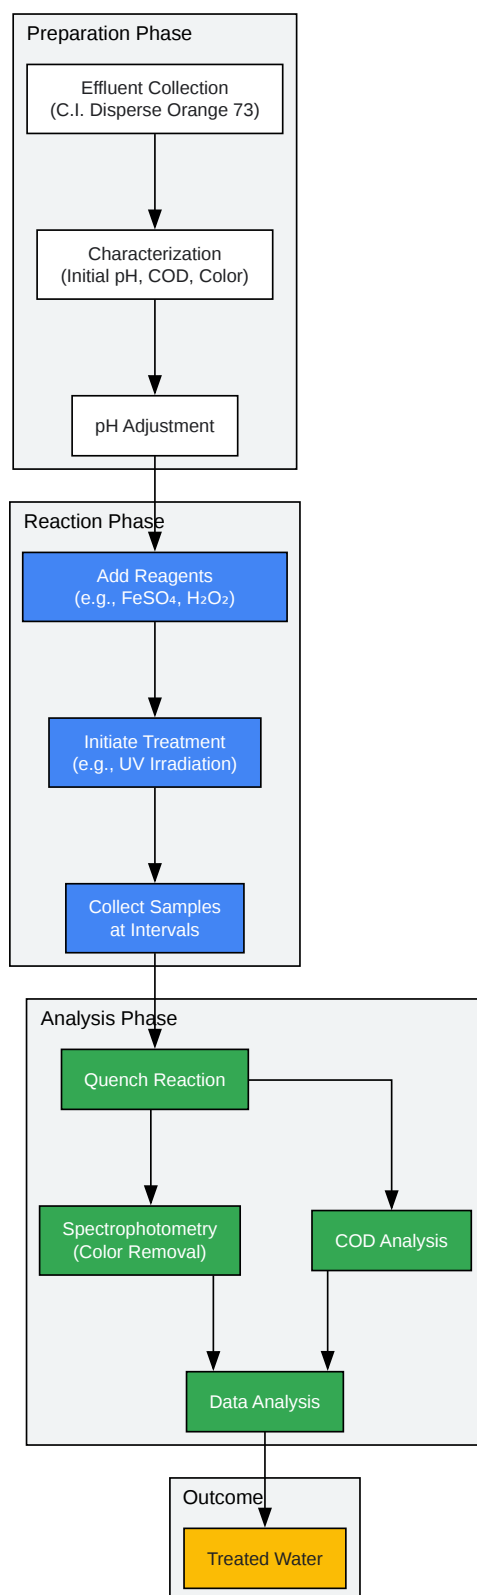 Preparation Phase
Effluent Collection
(C.I. Disperse Orange 73)
Characterization
(Initial pH, COD, Color)
pH Adjustment
Reaction Phase
Add Reagents
(e.g., FeSO₄, H₂O₂)
Initiate Treatment
(e.g., UV Irradiation)
Collect Samples
at Intervals
Analysis Phase
Quench Reaction
Spectrophotometry
(Color Removal)
COD Analysis
Data Analysis
Outcome
Treated Water